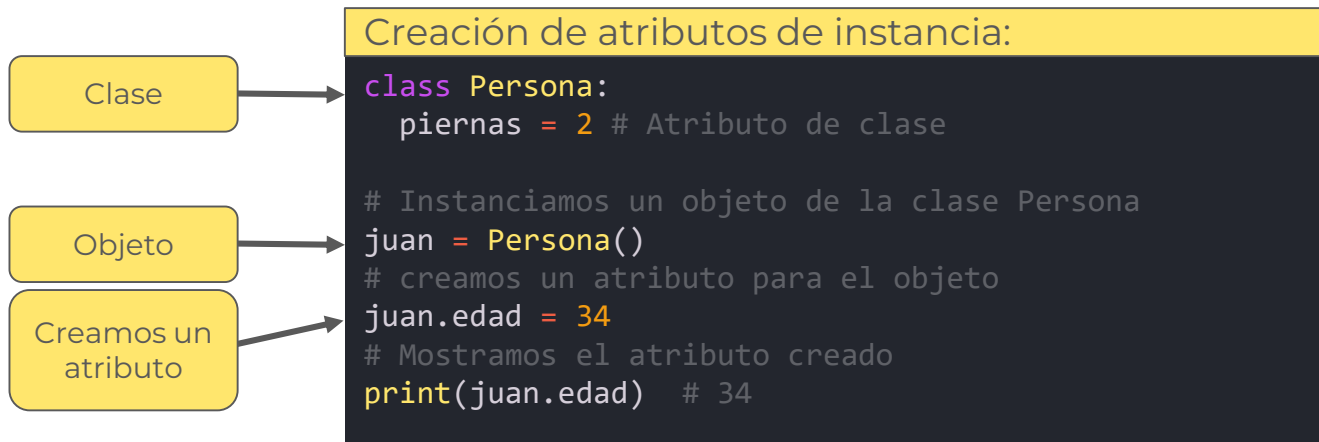 Creación de atributos de instancia:
Clase
class Persona:
  piernas = 2 # Atributo de clase
# Instanciamos un objeto de la clase Persona
Objeto
juan = Persona()
# creamos un atributo para el objeto
Creamos un
atributo
juan.edad = 34
# Mostramos el atributo creado
print(juan.edad)  # 34